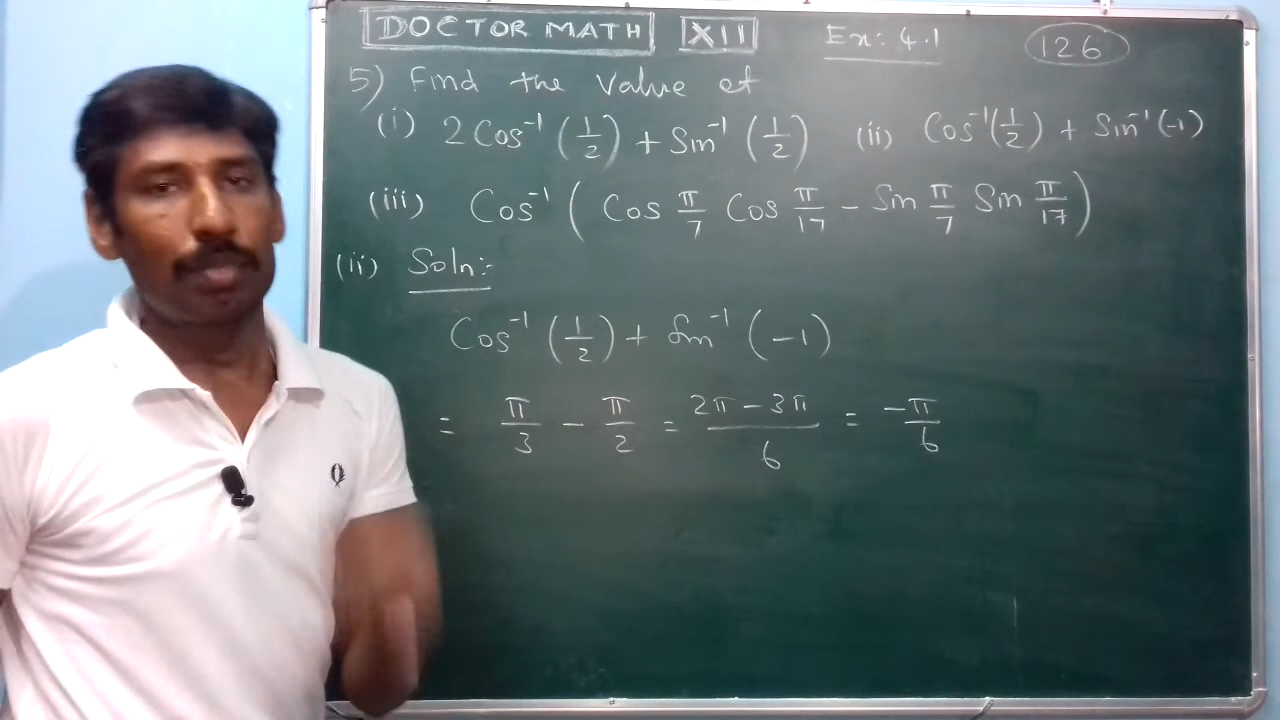 DOCTOR MATH XII Ex: 4.1 126
5) Find the Value of
(i) 2 Cos⁻¹ (1/2) + Sin⁻¹ (1/2) (ii) Cos⁻¹(1/2) + Sin⁻¹(-1)
(iii) Cos⁻¹ ( Cos π/7 Cos π/17 - Sin π/7 Sin π/17 )
(ii) Soln:-
Cos⁻¹ (1/2) + Sin⁻¹ (-1)
= π/3 - π/2 = (2π - 3π)/6 = -π/6